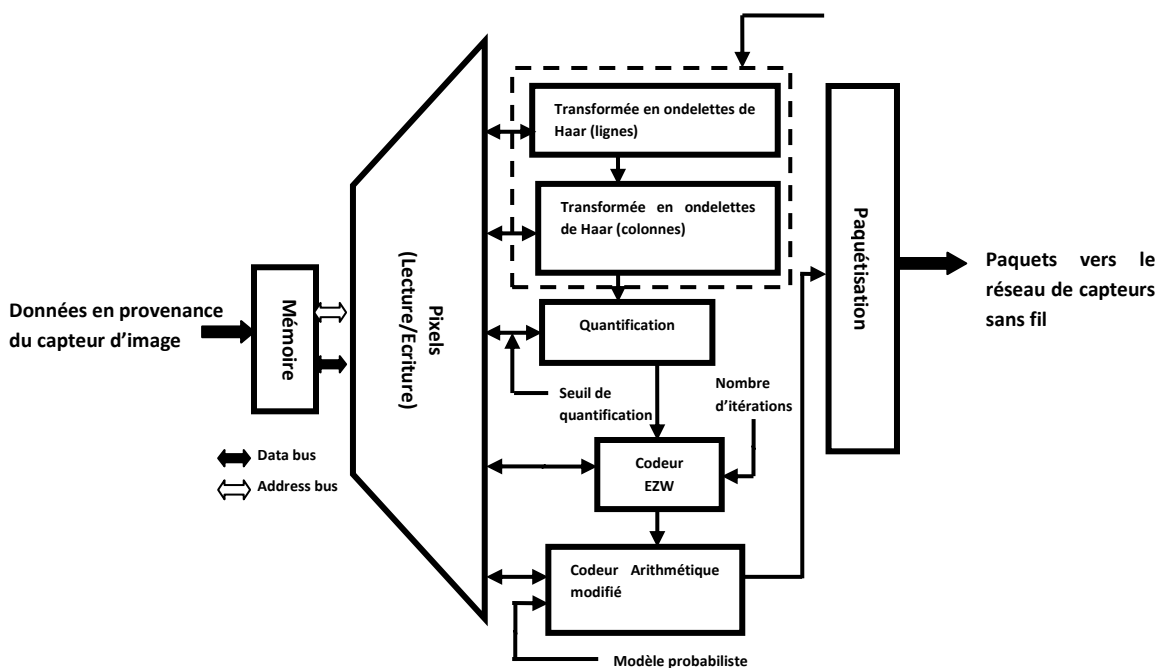 Transformée en ondelettes de
Haar (lignes)
Transformée en ondelettes
de Haar (colonnes)
Paquétisation
Paquets vers le
réseau de capteurs
sans fil
Données en provenance
du capteur d'image
Mémoire
Pixels
(Lecture/Ecriture)
Quantification
Seuil de
quantification
Nombre
d'itérations
Data bus
Address bus
Codeur
EZW
Codeur Arithmétique
modifié
Modèle probabiliste